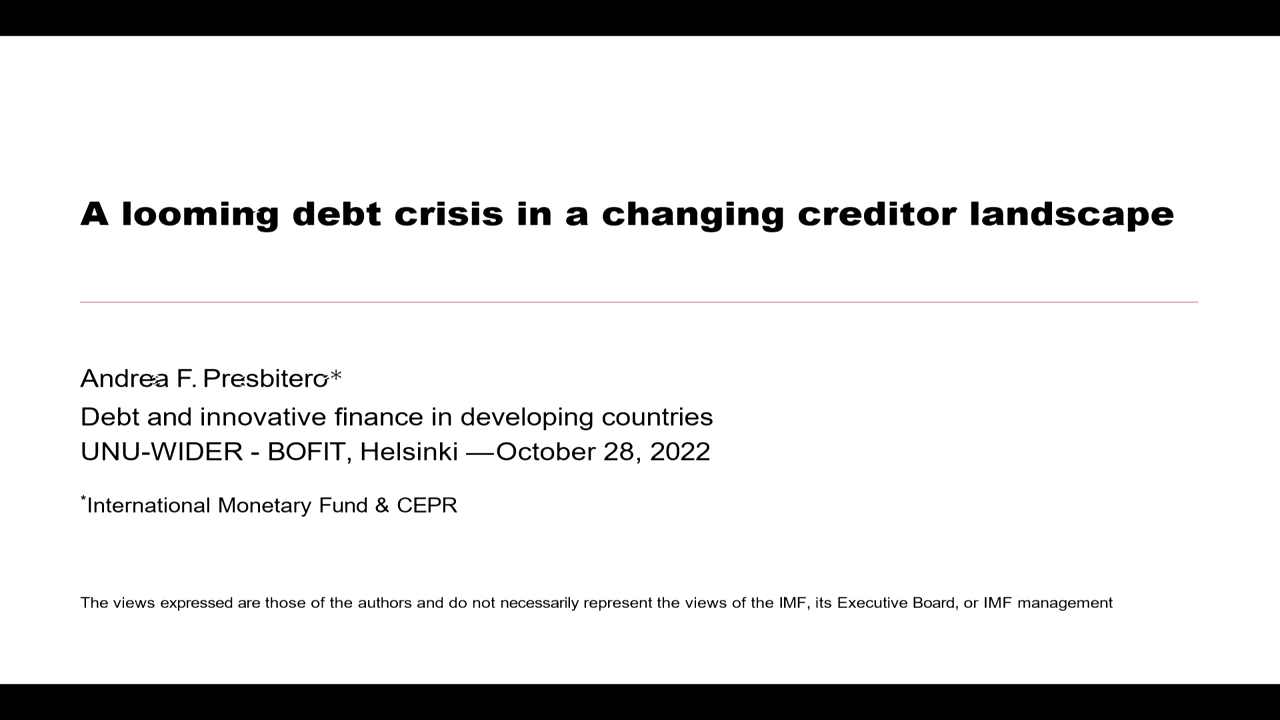 A looming debt crisis in a changing creditor landscape
Andrea F. Presbitero*
Debt and innovative finance in developing countries
UNU-WIDER - BOFIT, Helsinki —October 28, 2022
*International Monetary Fund & CEPR
The views expressed are those of the authors and do not necessarily represent the views of the IMF, its Executive Board, or IMF management